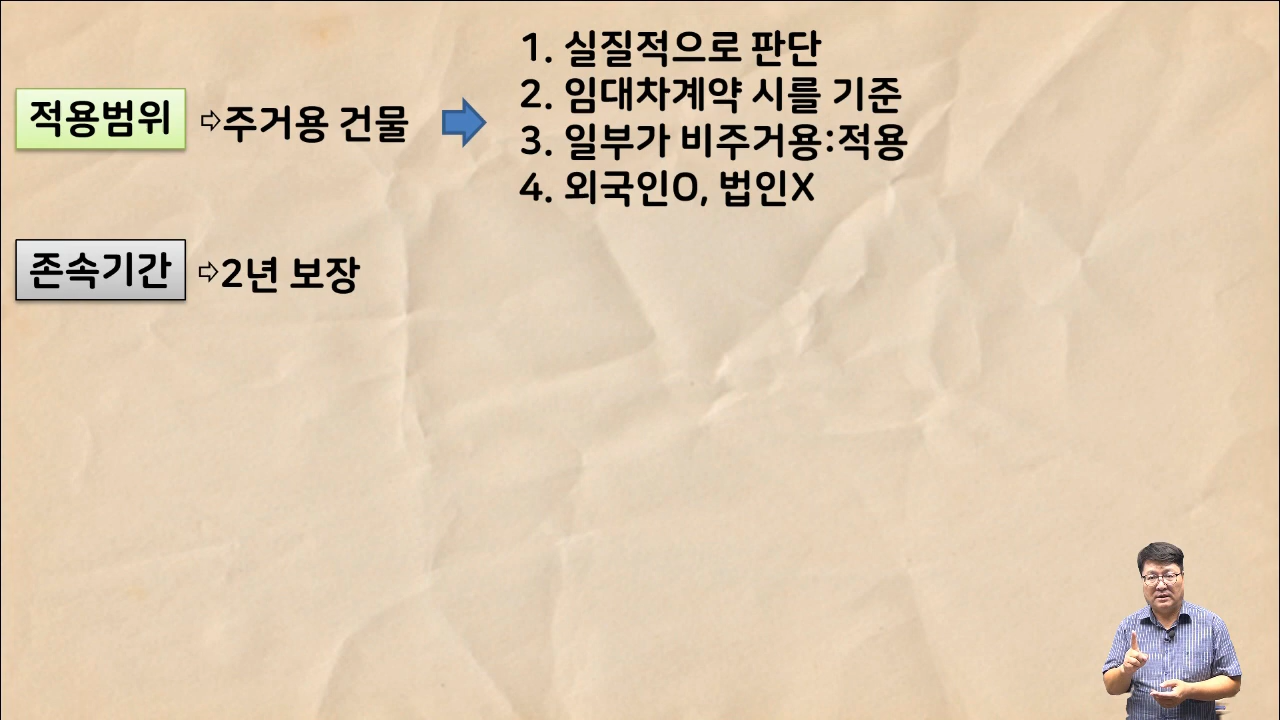 적용범위 ⇨주거용 건물
1. 실질적으로 판단
2. 임대차계약 시를 기준
3. 일부가 비주거용:적용
4. 외국인O, 법인X
존속기간 ⇨2년 보장